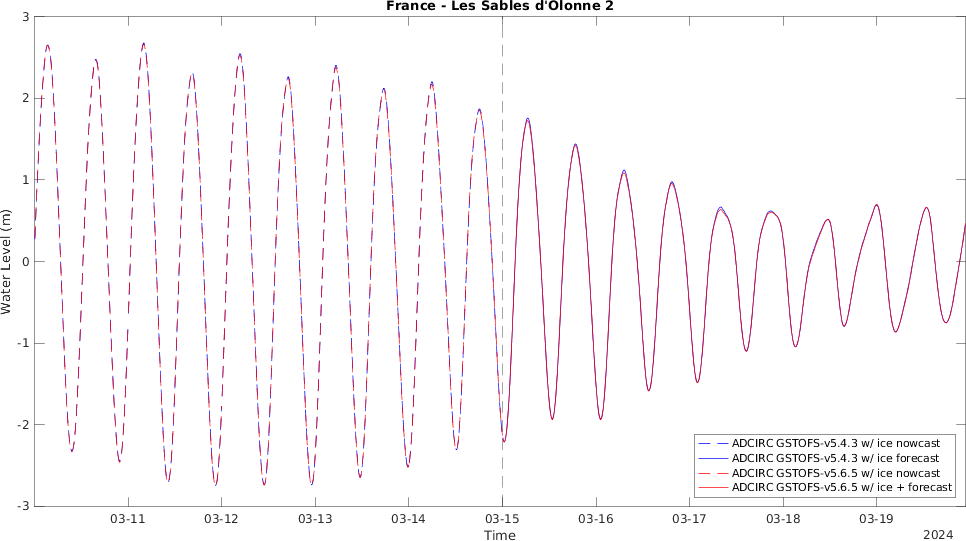 France - Les Sables d'Olonne 2
3
2
1
0
-1
-2
-3
Water Level (m)
03-11
03-12
03-13
03-14
03-15
03-16
03-17
03-18
03-19
Time
2024
ADCIRC GSTOFS-v5.4.3 w/ ice nowcast
ADCIRC GSTOFS-v5.4.3 w/ ice forecast
ADCIRC GSTOFS-v5.6.5 w/ ice nowcast
ADCIRC GSTOFS-v5.6.5 w/ ice + forecast